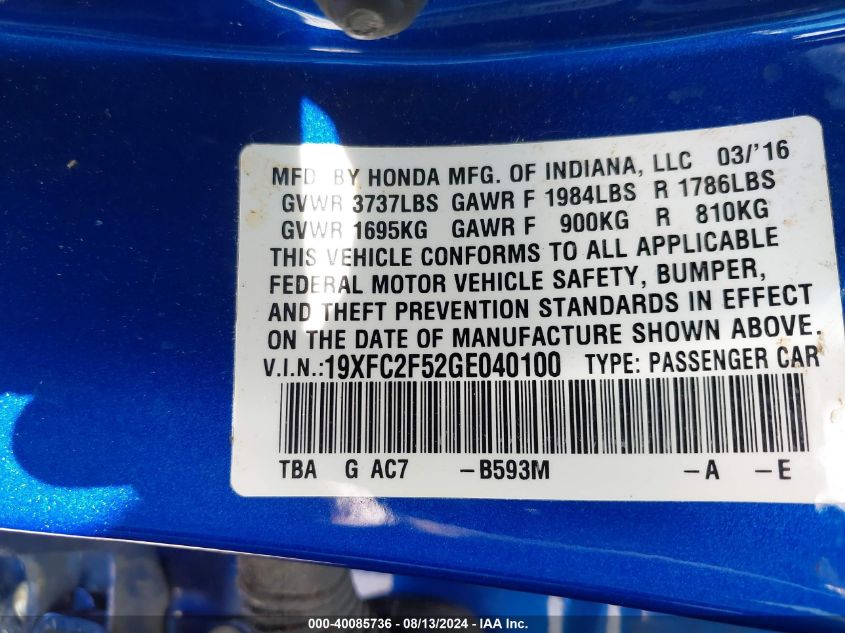 MFD BY HONDA MFG. OF INDIANA, LLC 03/'16
GVWR 3737LBS GAWR F 1984LBS R 1786LBS
GVWR 1695KG GAWR F 900KG R 810KG
THIS VEHICLE CONFORMS TO ALL APPLICABLE
FEDERAL MOTOR VEHICLE SAFETY, BUMPER,
AND THEFT PREVENTION STANDARDS IN EFFECT
ON THE DATE OF MANUFACTURE SHOWN ABOVE.
V.I.N.:19XFC2F52GE040100 TYPE: PASSENGER CAR
TBA G AC7 -B593M -A -E
000-40085736 - 08/13/2024 - IAA Inc.